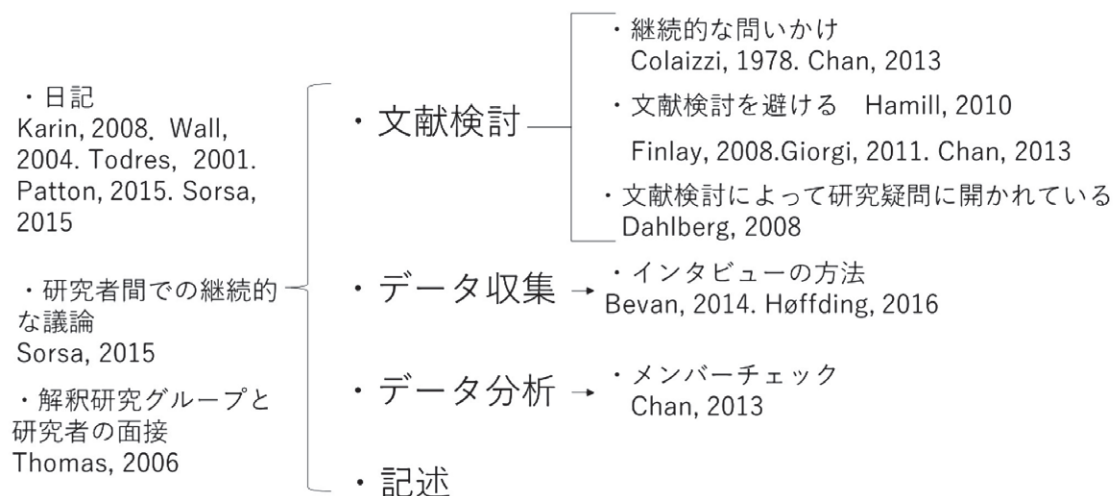 ・日記
Karin, 2008. Wall,
2004. Todres, 2001.
Patton, 2015. Sorsa,
2015
・研究者間での継続的
な議論
Sorsa, 2015
・解釈研究グループと
研究者の面接
Thomas, 2006
・文献検討
・継続的な問いかけ
Colaizzi, 1978. Chan, 2013
・文献検討を避ける Hamill, 2010
Finlay, 2008.Giorgi, 2011. Chan, 2013
・文献検討によって研究疑問に開かれている
Dahlberg, 2008
・データ収集
・インタビューの方法
Bevan, 2014. Høffding, 2016
・データ分析
・メンバーチェック
Chan, 2013
・記述